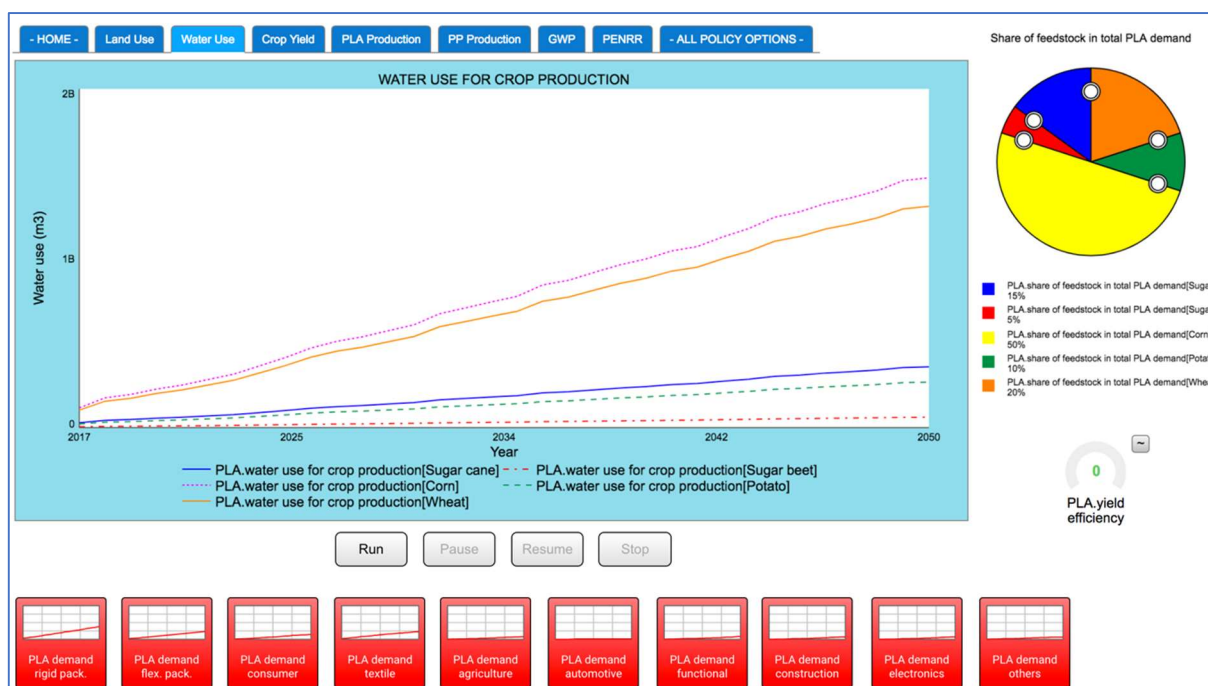 - HOME -
Land Use
Water Use
Crop Yield
PLA Production
PP Production
GWP
PENRR
- ALL POLICY OPTIONS -
WATER USE FOR CROP PRODUCTION
2B
1B
0
Water use (m3)
2017
2025
2034
2042
2050
Year
PLA.water use for crop production[Sugar cane]
PLA.water use for crop production[Sugar beet]
PLA.water use for crop production[Corn]
PLA.water use for crop production[Potato]
PLA.water use for crop production[Wheat]
Share of feedstock in total PLA demand
PLA.share of feedstock in total PLA demand[Sugar
15%
PLA.share of feedstock in total PLA demand[Sugar
5%
PLA.share of feedstock in total PLA demand[Corn
50%
PLA.share of feedstock in total PLA demand[Potat
10%
PLA.share of feedstock in total PLA demand[Whea
20%
~
0
PLA.yield
efficiency
Run
Pause
Resume
Stop
PLA demand
rigid pack.
PLA demand
flex. pack.
PLA demand
consumer
PLA demand
textile
PLA demand
agriculture
PLA demand
automotive
PLA demand
functional
PLA demand
construction
PLA demand
electronics
PLA demand
others